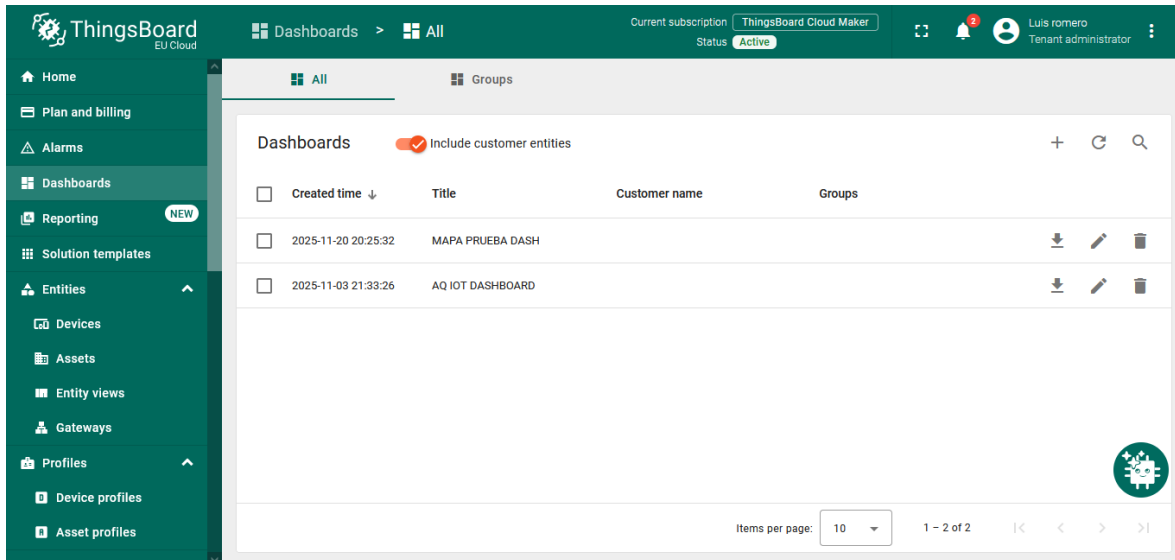 ThingsBoard
EU Cloud
Dashboards > All
Current subscription ThingsBoard Cloud Maker
Status Active
2
Luis romero
Tenant administrator
Home
Plan and billing
Alarms
Dashboards
Reporting NEW
Solution templates
Entities
Devices
Assets
Entity views
Gateways
Profiles
Device profiles
Asset profiles
All Groups
Dashboards Include customer entities
Created time Title Customer name Groups
2025-11-20 20:25:32 MAPA PRUEBA DASH
2025-11-03 21:33:26 AQ IOT DASHBOARD
Items per page: 10 1 – 2 of 2